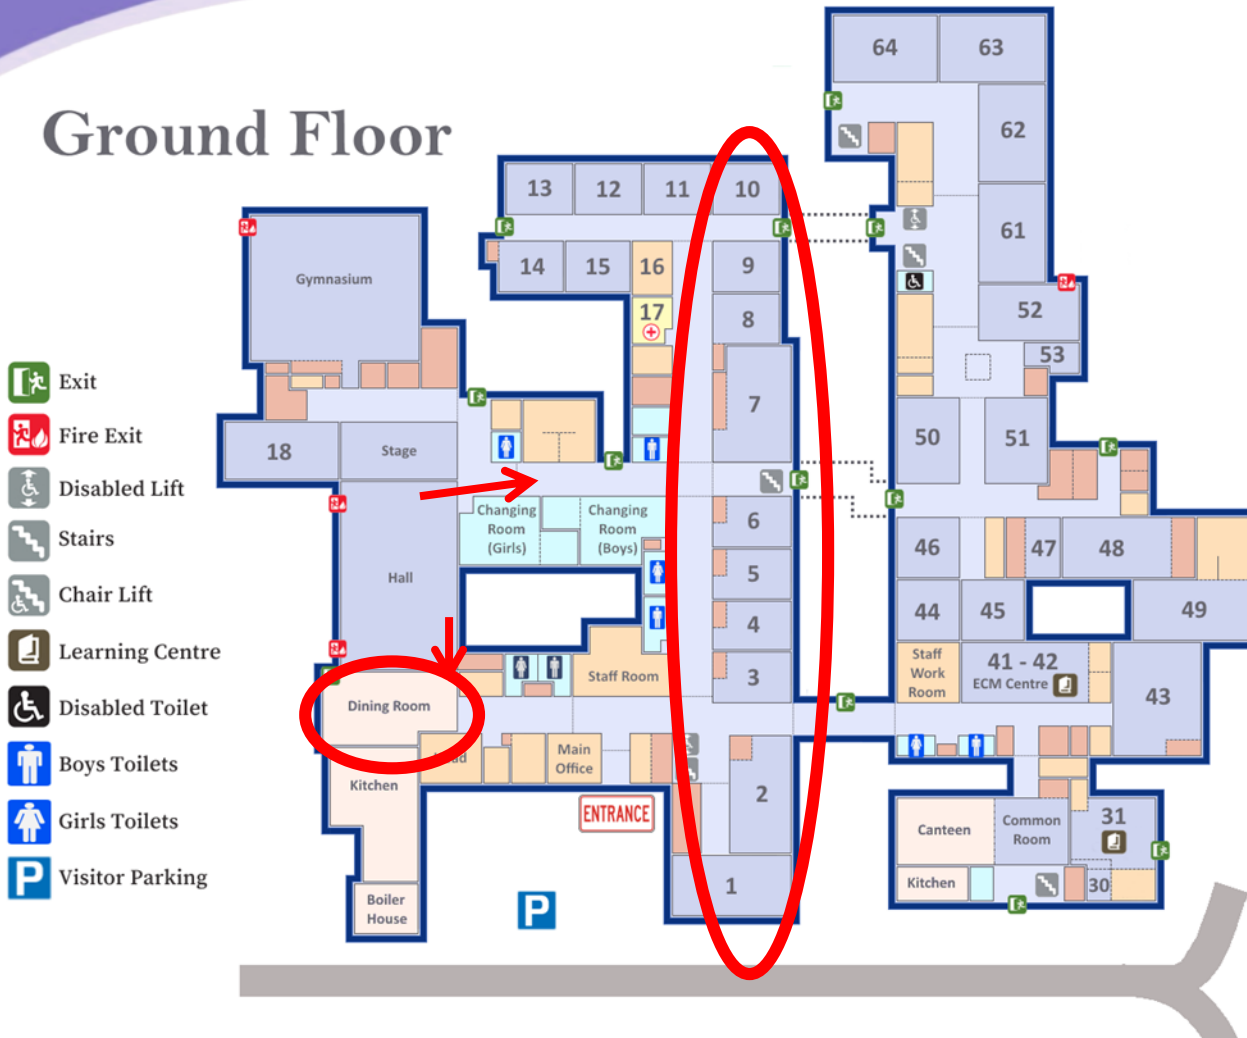 Ground Floor
64
63
62
61
13
12
11
10
14
15
16
9
17
8
52
53
Gymnasium
7
50
51
Exit
Fire Exit
Disabled Lift
Stairs
Chair Lift
Learning Centre
Disabled Toilet
Boys Toilets
Girls Toilets
P
Visitor Parking
18
Stage
Changing
Room
(Girls)
Changing
Room
(Boys)
6
5
4
3
Hall
46
47
48
44
45
49
Staff Room
Staff
Work
Room
41 - 42
ECM Centre
43
Dining Room
Main
Office
Kitchen
ENTRANCE
2
1
Boiler
House
P
Canteen
Common
Room
31
Kitchen
30